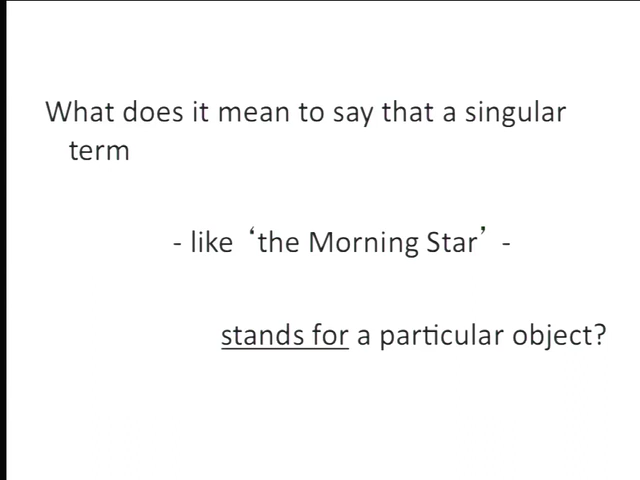 What does it mean to say that a singular
term
- like ‘the Morning Star’ -
stands for a particular object?